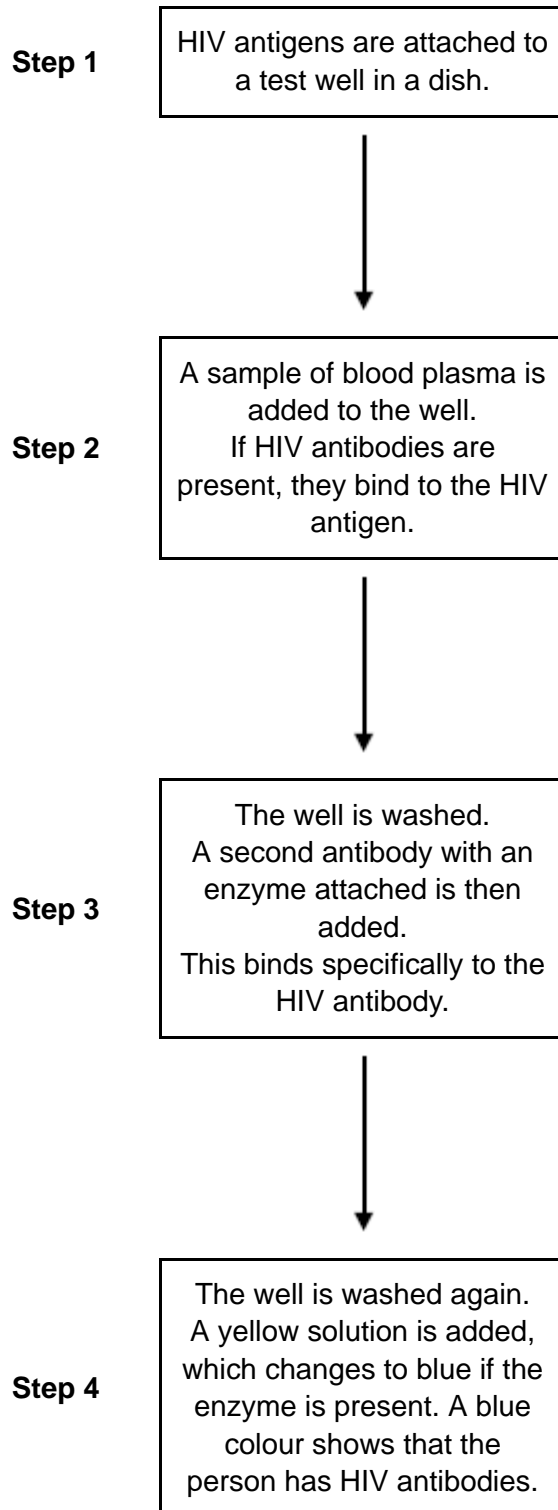 Step 1
HIV antigens are attached to
a test well in a dish.
Step 2
A sample of blood plasma is
added to the well.
If HIV antibodies are
present, they bind to the HIV
antigen.
Step 3
The well is washed.
A second antibody with an
enzyme attached is then
added.
This binds specifically to the
HIV antibody.
Step 4
The well is washed again.
A yellow solution is added,
which changes to blue if the
enzyme is present. A blue
colour shows that the
person has HIV antibodies.